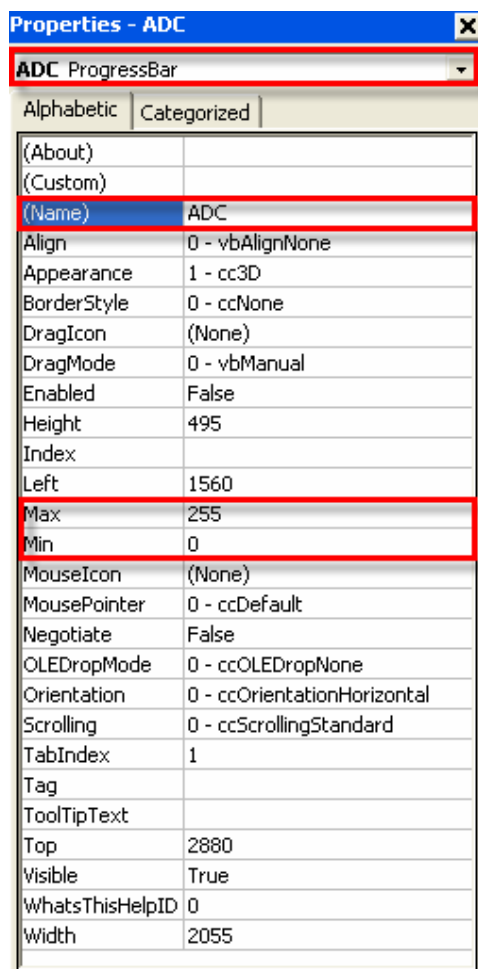 Properties - ADC
ADC ProgressBar
Alphabetic Categorized
(About)
(Custom)
(Name) ADC
Align 0 - vbAlignNone
Appearance 1 - cc3D
BorderStyle 0 - ccNone
DragIcon (None)
DragMode 0 - vbManual
Enabled False
Height 495
Index
Left 1560
Max 255
Min 0
MouseIcon (None)
MousePointer 0 - ccDefault
Negotiate False
OLEDropMode 0 - ccOLEDropNone
Orientation 0 - ccOrientationHorizontal
Scrolling 0 - ccScrollingStandard
TabIndex 1
Tag
ToolTipText
Top 2880
Visible True
WhatsThisHelpID 0
Width 2055